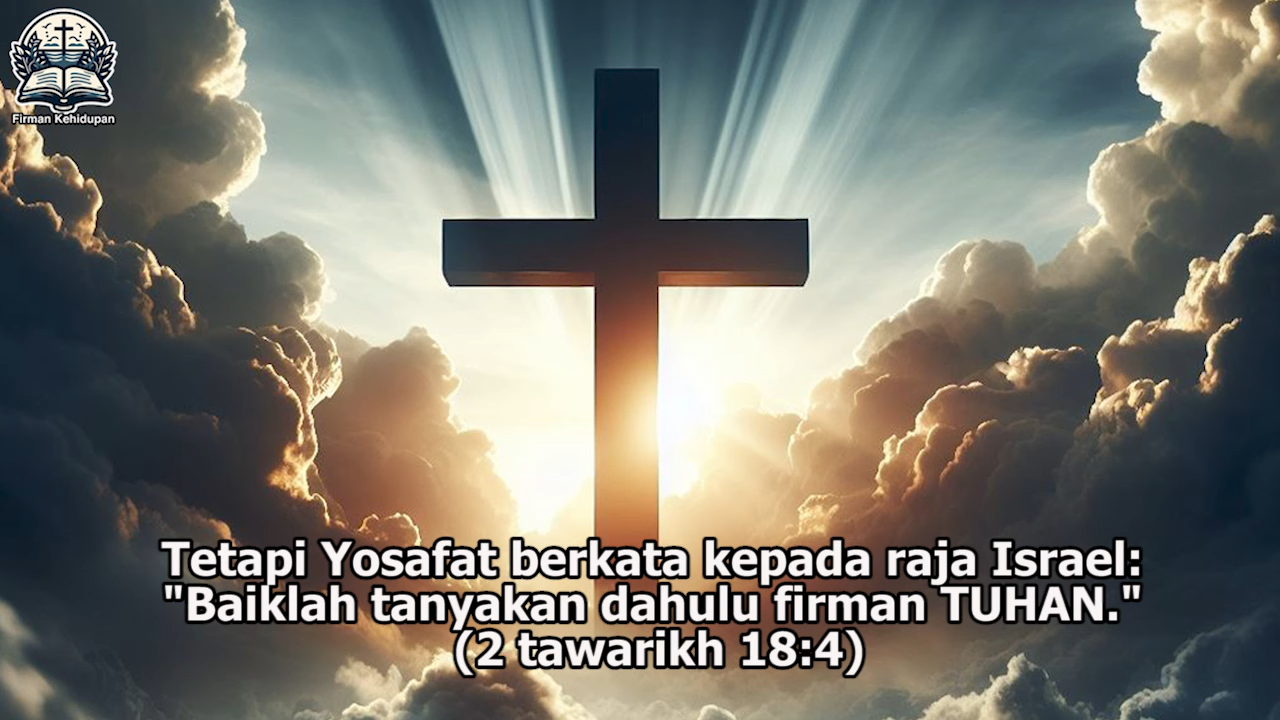 Firman Kehidupan
Tetapi Yosafat berkata kepada raja Israel:
"Baiklah tanyakan dahulu firman TUHAN."
(2 tawarikh 18:4)